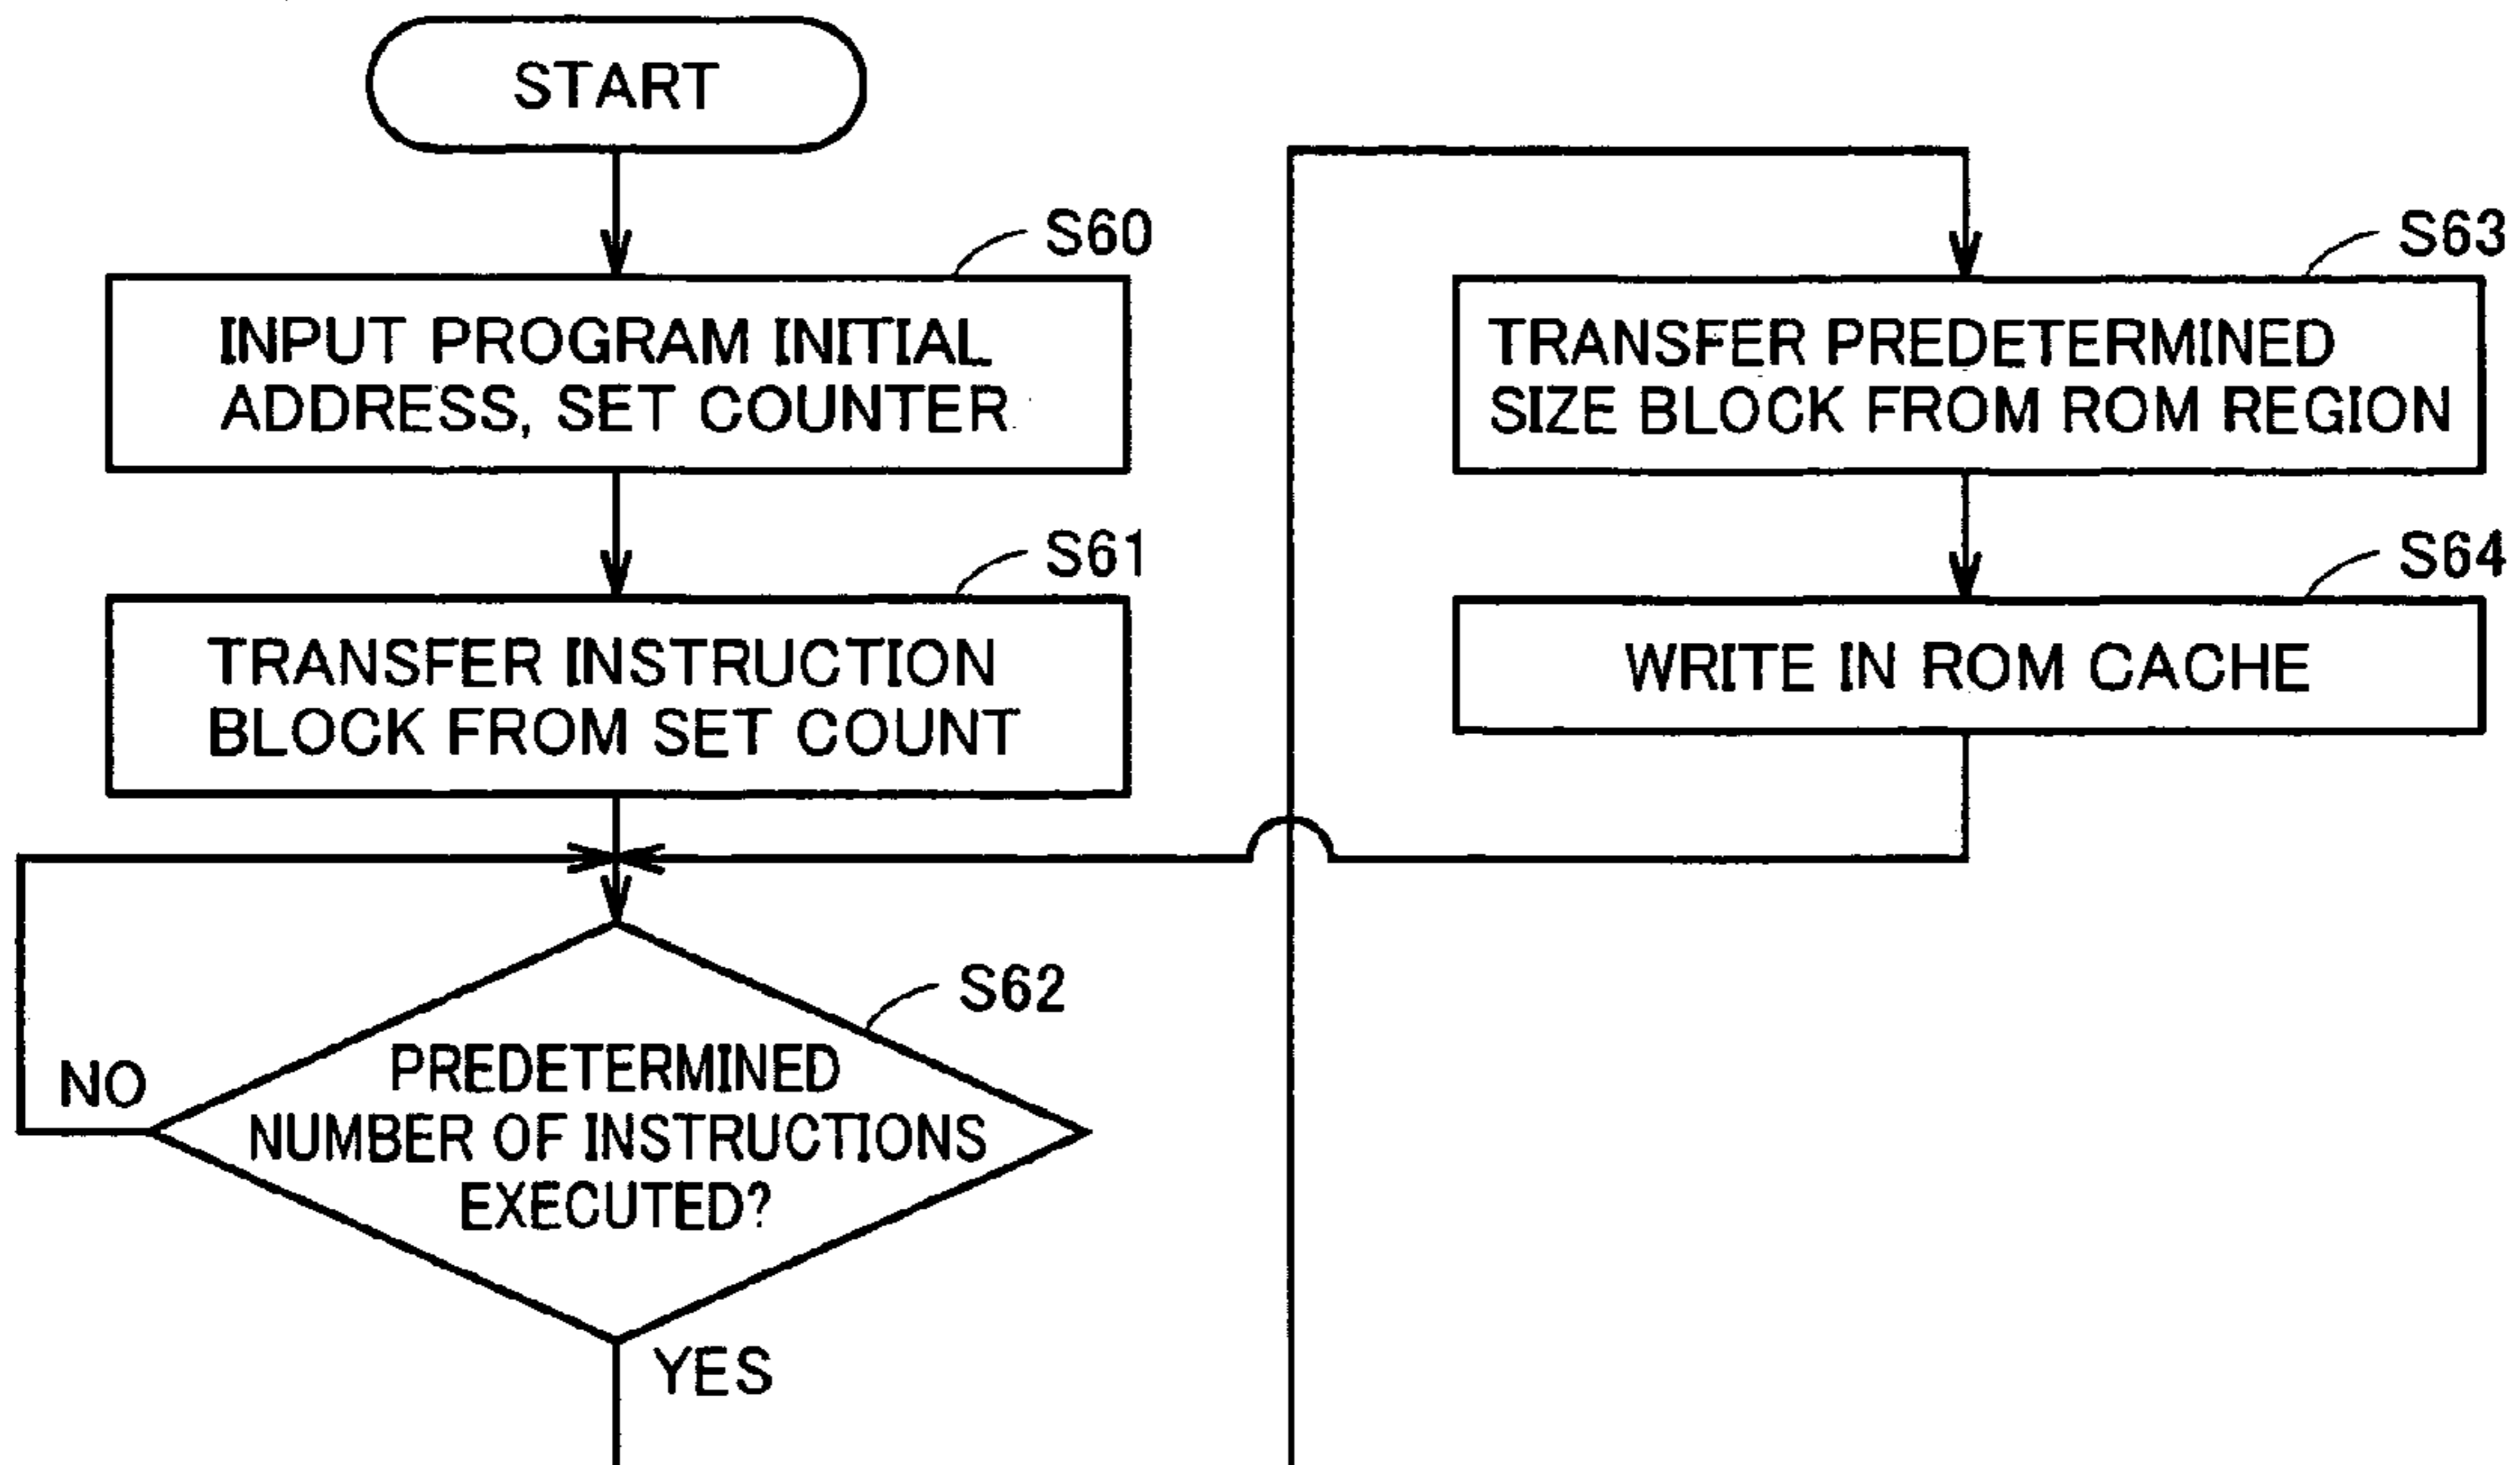 START
S60
INPUT PROGRAM INITIAL
ADDRESS, SET COUNTER
S61
TRANSFER INSTRUCTION
BLOCK FROM SET COUNT
S62
PREDETERMINED
NUMBER OF INSTRUCTIONS
EXECUTED?
NO
YES
S63
TRANSFER PREDETERMINED
SIZE BLOCK FROM ROM REGION
S64
WRITE IN ROM CACHE